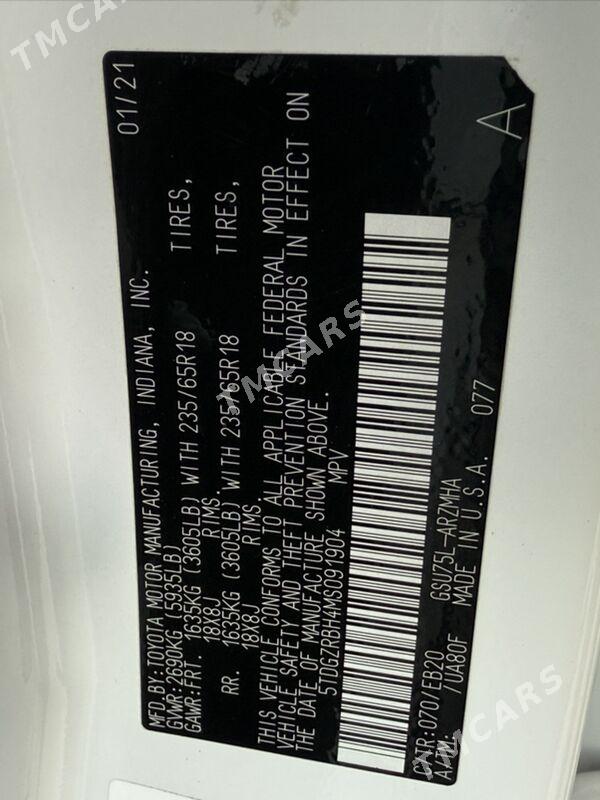 MFD.BY:TOYOTA MOTOR MANUFACTURING, INDIANA, INC. 01/21
GVWR:2690KG (5935LB)
GAWR:FRT. 1635KG (3605LB) WITH 235/65R18 TIRES,
18X8J RIMS.
RR. 1635KG (3605LB) WITH 235/65R18 TIRES,
18X8J RIMS.
THIS VEHICLE CONFORMS TO ALL APPLICABLE FEDERAL MOTOR
VEHICLE SAFETY AND THEFT PREVENTION STANDARDS IN EFFECT ON
THE DATE OF MANUFACTURE SHOWN ABOVE.
5TDGZRBH4MS091904 MPV
C/TR:070/EB20 GSU75L-ARZMHA 077
A/TM: /UA80F MADE IN U.S.A. A
TMCARS
TMCARS
TMCARS